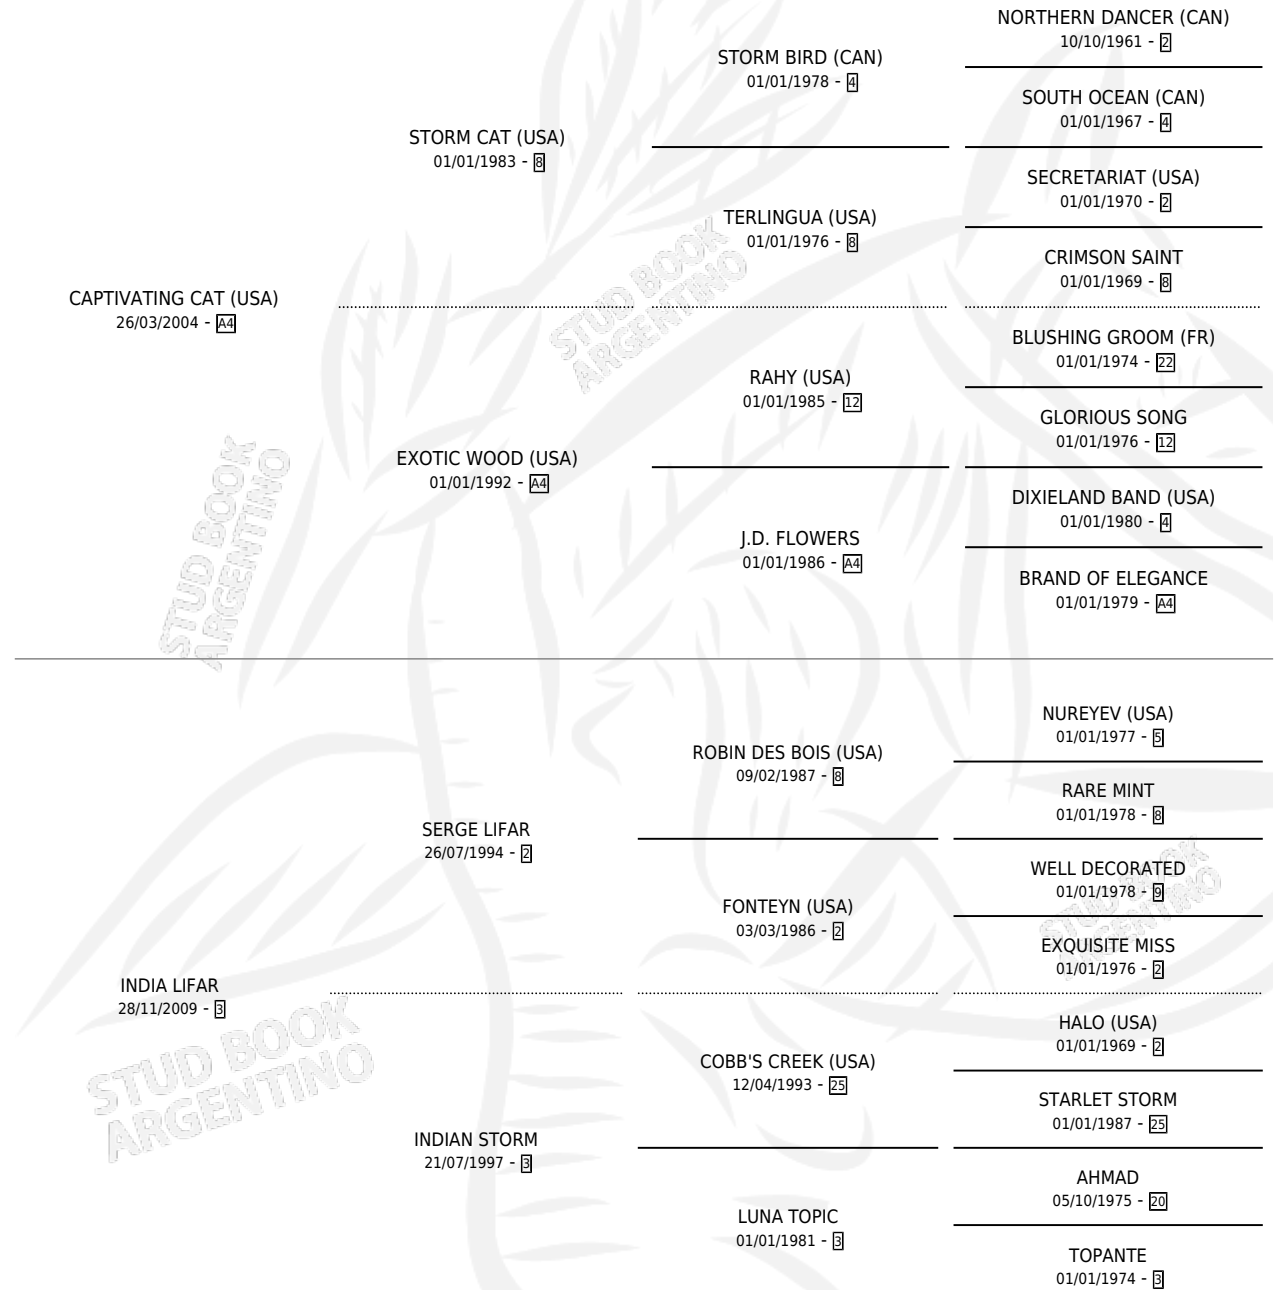 NORTHERN DANCER (CAN)
10/10/1961 - 2
STORM BIRD (CAN)
01/01/1978 - 4
SOUTH OCEAN (CAN)
01/01/1967 - 4
STORM CAT (USA)
01/01/1983 - 8
SECRETARIAT (USA)
01/01/1970 - 2
TERLINGUA (USA)
01/01/1976 - 8
CRIMSON SAINT
01/01/1969 - 8
CAPTIVATING CAT (USA)
26/03/2004 - A4
BLUSHING GROOM (FR)
01/01/1974 - 22
RAHY (USA)
01/01/1985 - 12
GLORIOUS SONG
01/01/1976 - 12
EXOTIC WOOD (USA)
01/01/1992 - A4
DIXIELAND BAND (USA)
01/01/1980 - 4
J.D. FLOWERS
01/01/1986 - A4
BRAND OF ELEGANCE
01/01/1979 - A4
NUREYEV (USA)
01/01/1977 - 5
ROBIN DES BOIS (USA)
09/02/1987 - 8
RARE MINT
01/01/1978 - 8
SERGE LIFAR
26/07/1994 - 2
WELL DECORATED
01/01/1978 - 9
FONTEYN (USA)
03/03/1986 - 2
EXQUISITE MISS
01/01/1976 - 2
INDIA LIFAR
28/11/2009 - 3
HALO (USA)
01/01/1969 - 2
COBB'S CREEK (USA)
12/04/1993 - 25
STARLET STORM
01/01/1987 - 25
INDIAN STORM
21/07/1997 - 3
AHMAD
05/10/1975 - 20
LUNA TOPIC
01/01/1981 - 3
TOPANTE
01/01/1974 - 3
STUD BOOK
ARGENTINO
STUD BOOK
ARGENTINO
STUD BOOK
ARGENTINO
STUD BOOK
ARGENTINO